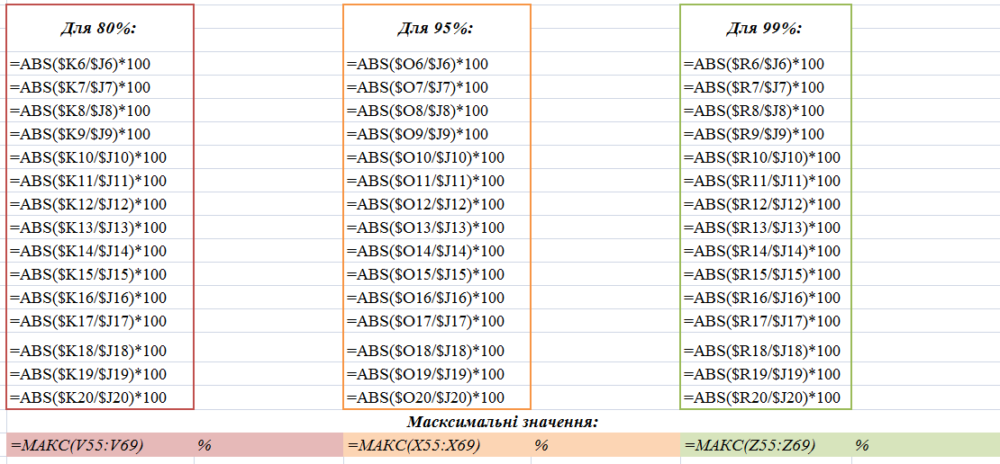 Для 80%: Для 95%: Для 99%:
=ABS($K6/$J6)*100 =ABS($O6/$J6)*100 =ABS($R6/$J6)*100
=ABS($K7/$J7)*100 =ABS($O7/$J7)*100 =ABS($R7/$J7)*100
=ABS($K8/$J8)*100 =ABS($O8/$J8)*100 =ABS($R8/$J8)*100
=ABS($K9/$J9)*100 =ABS($O9/$J9)*100 =ABS($R9/$J9)*100
=ABS($K10/$J10)*100 =ABS($O10/$J10)*100 =ABS($R10/$J10)*100
=ABS($K11/$J11)*100 =ABS($O11/$J11)*100 =ABS($R11/$J11)*100
=ABS($K12/$J12)*100 =ABS($O12/$J12)*100 =ABS($R12/$J12)*100
=ABS($K13/$J13)*100 =ABS($O13/$J13)*100 =ABS($R13/$J13)*100
=ABS($K14/$J14)*100 =ABS($O14/$J14)*100 =ABS($R14/$J14)*100
=ABS($K15/$J15)*100 =ABS($O15/$J15)*100 =ABS($R15/$J15)*100
=ABS($K16/$J16)*100 =ABS($O16/$J16)*100 =ABS($R16/$J16)*100
=ABS($K17/$J17)*100 =ABS($O17/$J17)*100 =ABS($R17/$J17)*100
=ABS($K18/$J18)*100 =ABS($O18/$J18)*100 =ABS($R18/$J18)*100
=ABS($K19/$J19)*100 =ABS($O19/$J19)*100 =ABS($R19/$J19)*100
=ABS($K20/$J20)*100 =ABS($O20/$J20)*100 =ABS($R20/$J20)*100
Масксимальні значення:
=МАКС(V55:V69) % =МАКС(X55:X69) % =МАКС(Z55:Z69) %